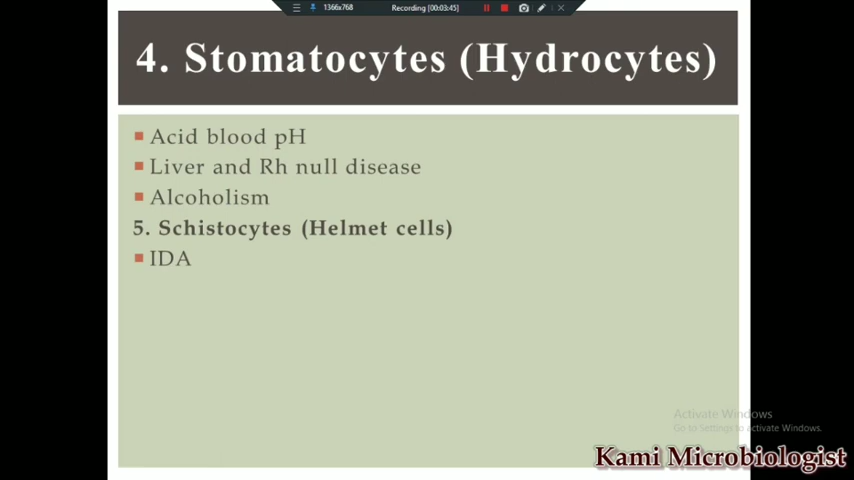 1366x768
Recording [00:03:45]
4. Stomatocytes (Hydrocytes)
Acid blood pH
Liver and Rh null disease
Alcoholism
5. Schistocytes (Helmet cells)
IDA
Activate Windows
Go to Settings to activate Windows.
Kami Microbiologist